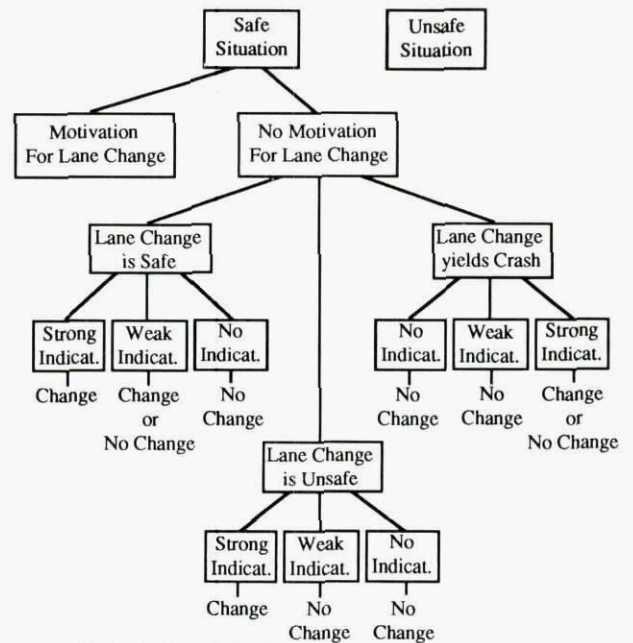 Safe
Situation
Unsafe
Situation
Motivation
For Lane Change
No Motivation
For Lane Change
Lane Change
is Safe
Lane Change
yields Crash
Strong
Indicat.
Weak
Indicat.
No
Indicat.
No
Indicat.
Weak
Indicat.
Strong
Indicat.
Change
Change
or
No Change
No
Change
No
Change
No
Change
Change
or
No Change
Lane Change
is Unsafe
Strong
Indicat.
Weak
Indicat.
No
Indicat.
Change
No
Change
No
Change